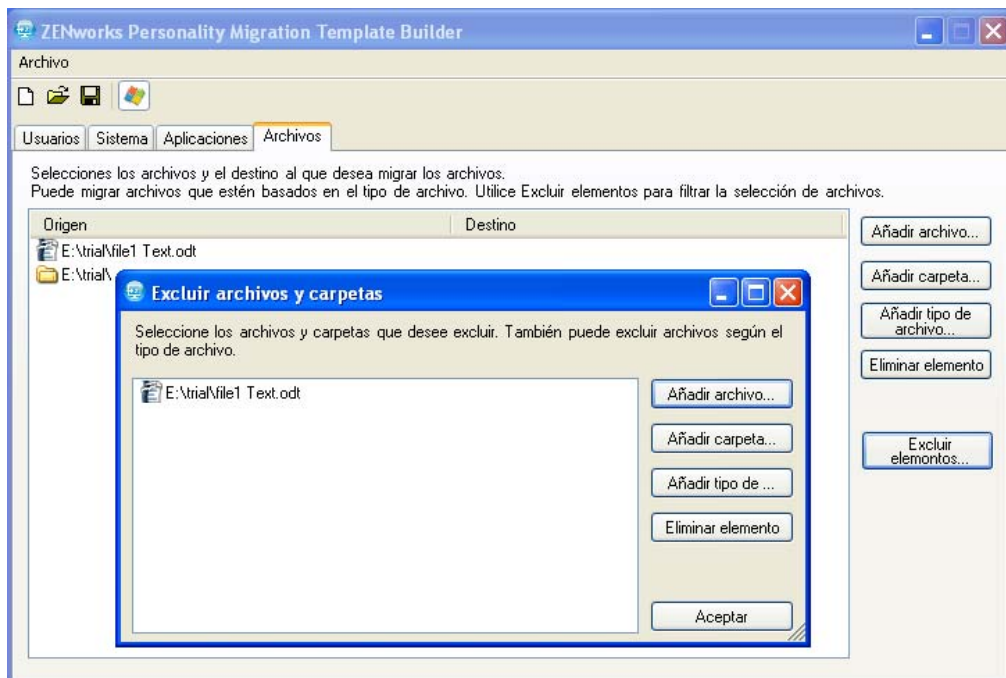 ZENworks Personality Migration Template Builder
Archivo
Usuarios Sistema Aplicaciones Archivos
Selecciones los archivos y el destino al que desea migrar los archivos.
Puede migrar archivos que estén basados en el tipo de archivo. Utilice Excluir elementos para filtrar la selección de archivos.
Origen Destino
E:\trial\file1 Text.odt
E:\trial\
Añadir archivo...
Añadir carpeta...
Añadir tipo de
archivo...
Eliminar elemento
Excluir
elemontos...
Excluir archivos y carpetas
Seleccione los archivos y carpetas que desee excluir. También puede excluir archivos según el
tipo de archivo.
E:\trial\file1 Text.odt
Añadir archivo...
Añadir carpeta...
Añadir tipo de ...
Eliminar elemento
Aceptar